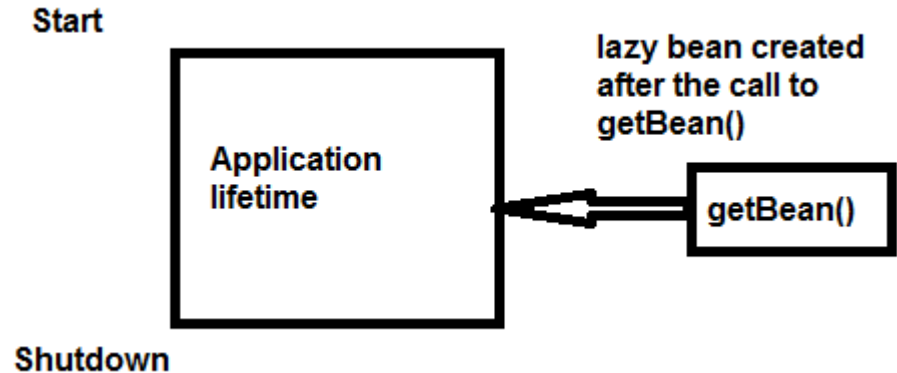 Start
lazy bean created
after the call to
getBean()
Application
lifetime
getBean()
Shutdown